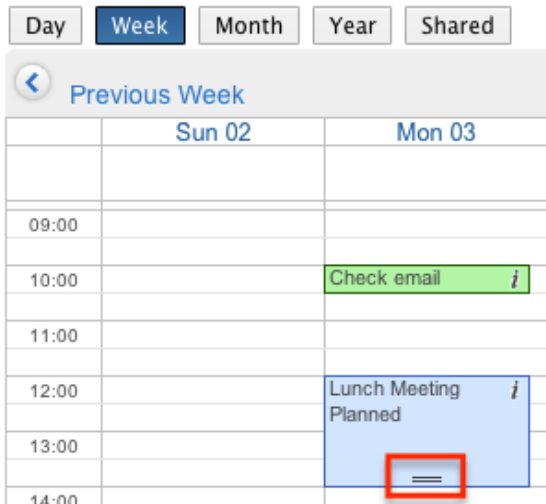 Day Week Month Year Shared
Previous Week
Sun 02 Mon 03
09:00
10:00 Check email i
11:00
12:00 Lunch Meeting i
Planned
13:00
14:00